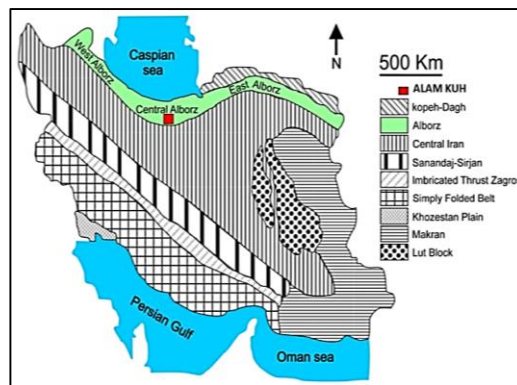 Caspian
sea
West Alborz
Central Alborz
East Alborz
N
500 Km
ALAM KUH
kopeh-Dagh
Alborz
Central Iran
Sanandaj-Sirjan
Imbricated Thrust Zagro
Simply Folded Belt
Khozestan Plain
Makran
Lut Block
Persian Gulf
Oman sea